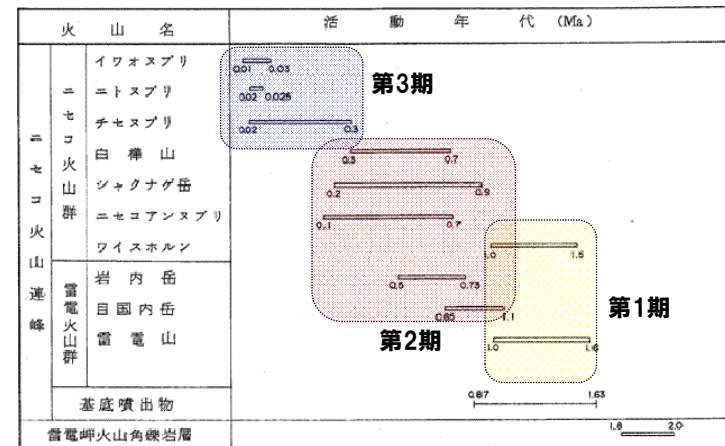 火山名 活動年代 (Ma)
イワオヌプリ 0.01 0.03
第3期
ニトヌプリ 0.02 0.025
チセヌプリ 0.02 0.3
白樺山 0.3 0.7
シャクナゲ岳 0.2 0.9
ニセコアンヌプリ 0.1 0.7
ワイスホルン 1.0 1.5
ニセコ火山群
ニセコ火山連峰
岩内岳 0.5 0.73
目国内岳 0.85 1.1
第1期
第2期
雷電山 1.0 1.6
雷電火山群
基底噴出物 0.87 1.63
雷電岬火山角礫岩層 1.6 2.0